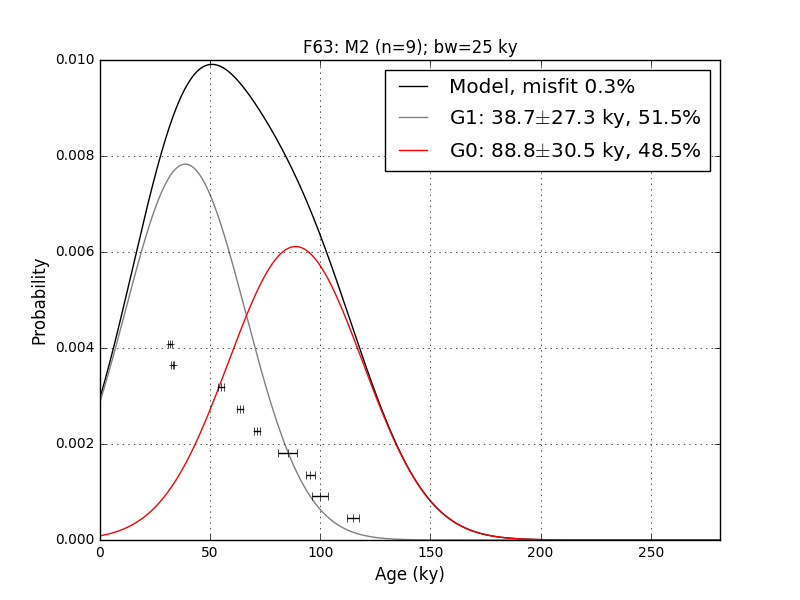 F63: M2 (n=9); bw=25 ky
Model, misfit 0.3%
G1: 38.7±27.3 ky, 51.5%
G0: 88.8±30.5 ky, 48.5%
0.010
0.008
0.006
0.004
0.002
0.000
Probability
0 50 100 150 200 250
Age (ky)